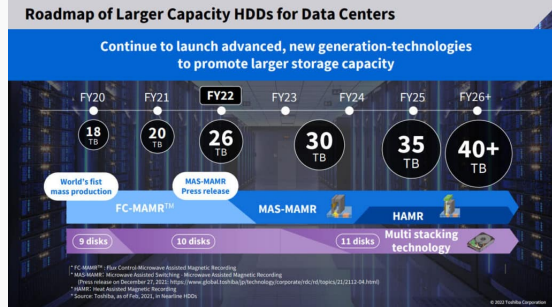 Roadmap of Larger Capacity HDDs for Data Centers
Continue to launch advanced, new generation-technologies
to promote larger storage capacity
FY20 FY21 FY22 FY23 FY24 FY25 FY26+
18 TB
20 TB
26 TB
30 TB
35 TB
40+ TB
World's fist
mass production
MAS-MAMR
Press release
FC-MAMR™
MAS-MAMR
HAMR
9 disks
10 disks
11 disks
Multi stacking
technology
* FC-MAMR™ : Flux Control-Microwave Assisted Magnetic Recording
* MAS-MAMR: Microwave Assisted Switching - Microwave Assisted Magnetic Recording
(Press release on December 27, 2021: https://www.global.toshiba/jp/technology/corporate/rdc/rd/topics/21/2112-04.html)
* HAMR: Heat Assisted Magnetic Recording
* Source: Toshiba, as of Feb, 2021, in Nearline HDDs
© 2022 Toshiba Corporation